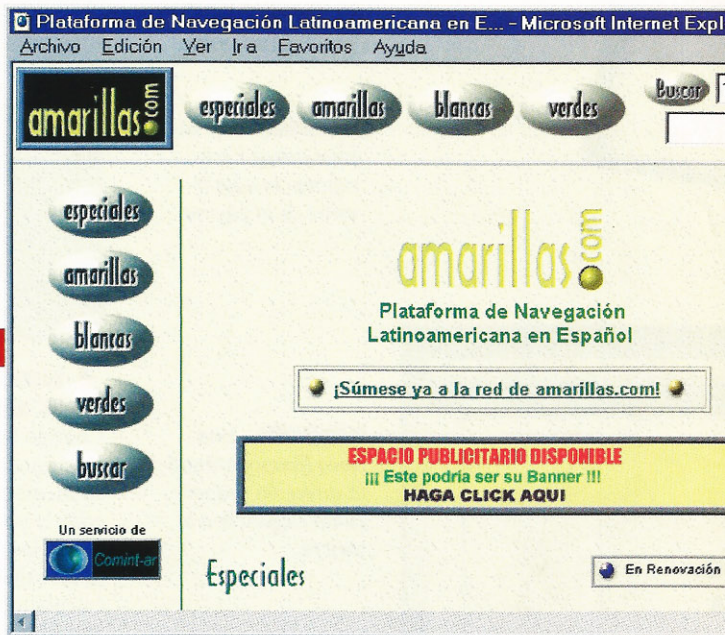 Plataforma de Navegación Latinoamericana en E... - Microsoft Internet Expl
Archivo Edición Ver Ir a Favoritos Ayuda
amarillas.com
especiales amarillas blancas verdes Buscar
especiales
amarillas
blancas
verdes
buscar
Un servicio de
Comint-ar
amarillas.com
Plataforma de Navegación
Latinoamericana en Español
¡Súmese ya a la red de amarillas.com!
ESPACIO PUBLICITARIO DISPONIBLE
¡¡¡ Este podría ser su Banner !!!
HAGA CLICK AQUI
Especiales
En Renovación